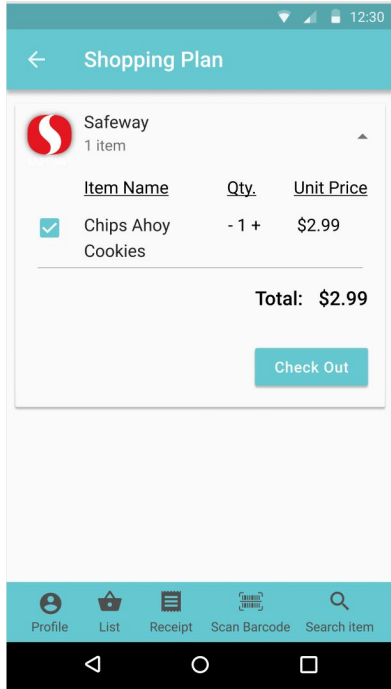 12:30
Shopping Plan
Safeway
1 item
Item Name Qty. Unit Price
Chips Ahoy - 1 + $2.99
Cookies
Total: $2.99
Check Out
Profile List Receipt Scan Barcode Search item